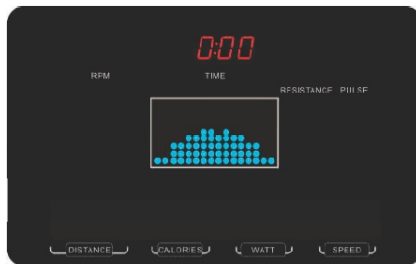 0:00
RPM TIME
RESISTANCE PULSE
DISTANCE CALORIES WATT SPEED